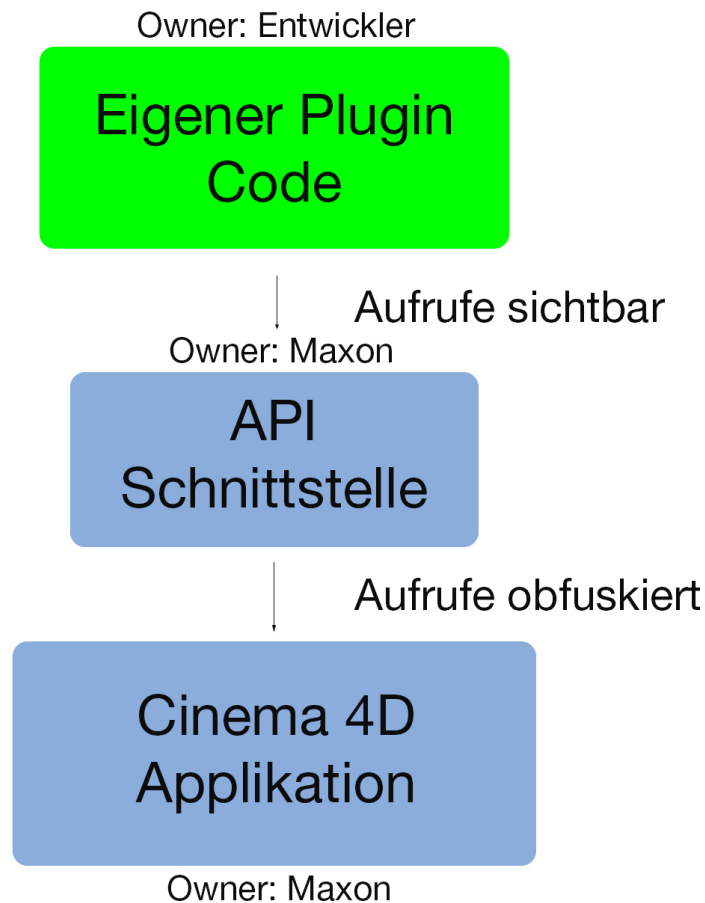 Owner: Entwickler
Eigener Plugin
Code
Aufrufe sichtbar
Owner: Maxon
API
Schnittstelle
Aufrufe obfuskiert
Cinema 4D
Applikation
Owner: Maxon